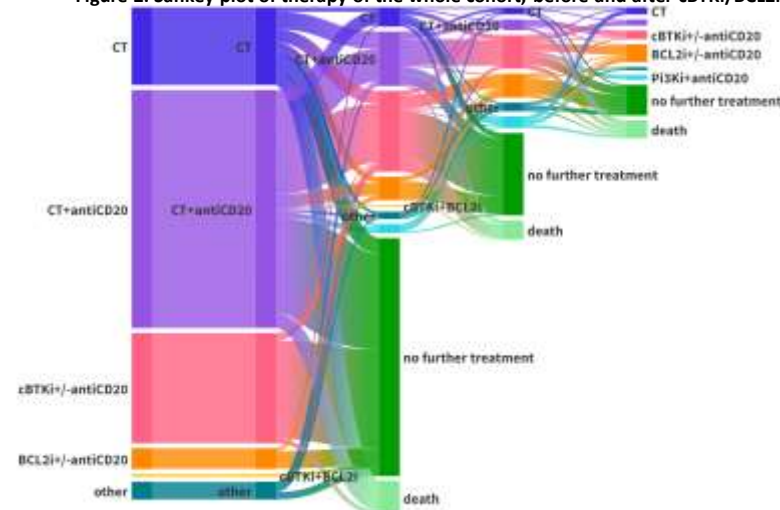 Figure 1: Sankey plot of therapy of the whole cohort, before and after cBTKi/BCL2i
CT
CT
CT
CT
CT
CT+antiCD20
cBTKi+/-antiCD20
BCL2i+/-antiCD20
CT+antiCD20
Pi3Ki+antiCD20
other
no further treatment
death
no further treatment
CT+antiCD20
CT+antiCD20
other
cBTKi+BCL2i
death
no further treatment
cBTKi+/-antiCD20
BCL2i+/-antiCD20
cBTKi+BCL2i
other
other
death